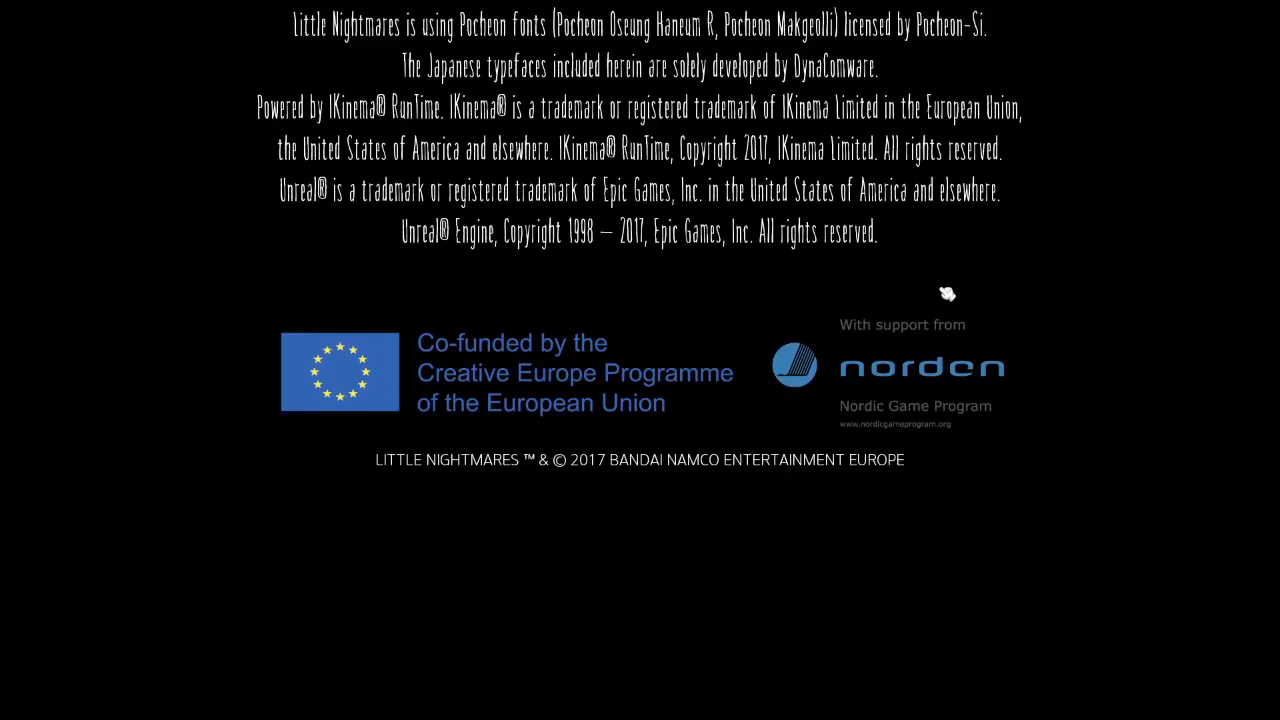 Little Nightmares is using Pocheon fonts (Pocheon Oseung Haneum R, Pocheon Makgeolli) licensed by Pocheon-Si.
The Japanese typefaces included herein are solely developed by DynaComware.
Powered by IKinema® RunTime. IKinema® is a trademark or registered trademark of IKinema Limited in the European Union,
the United States of America and elsewhere. IKinema® RunTime, Copyright 2017, IKinema Limited. All rights reserved.
Unreal® is a trademark or registered trademark of Epic Games, Inc. in the United States of America and elsewhere.
Unreal® Engine, Copyright 1998 – 2017, Epic Games, Inc. All rights reserved.
Co-funded by the
Creative Europe Programme
of the European Union
With support from
norden
Nordic Game Program
www.nordicgameprogram.org
LITTLE NIGHTMARES ™ & © 2017 BANDAI NAMCO ENTERTAINMENT EUROPE